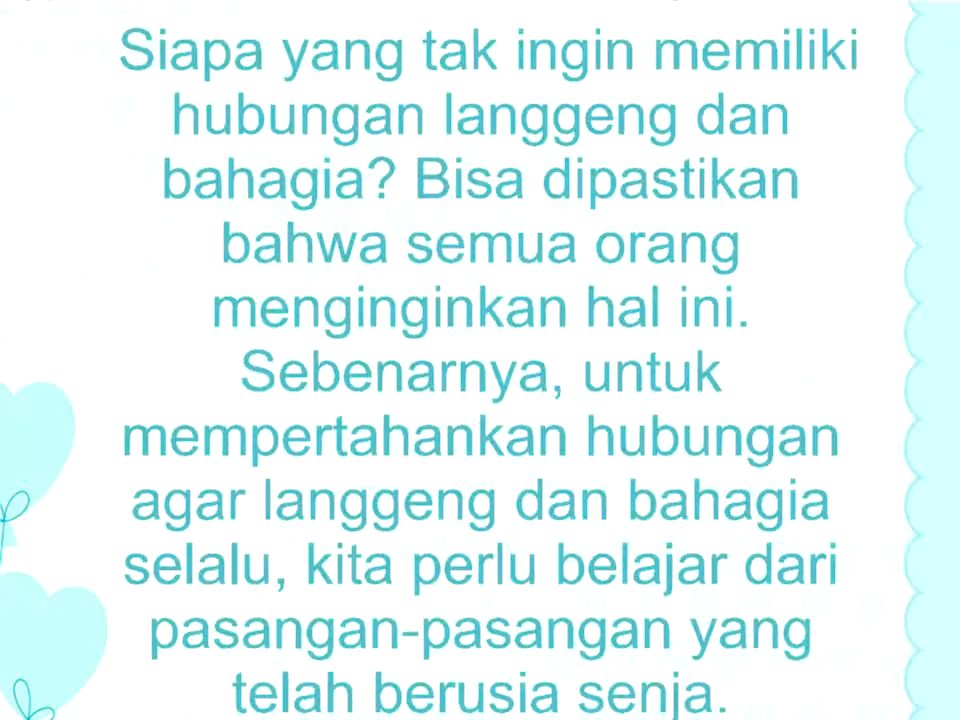 Siapa yang tak ingin memiliki
hubungan langgeng dan
bahagia? Bisa dipastikan
bahwa semua orang
menginginkan hal ini.
Sebenarnya, untuk
mempertahankan hubungan
agar langgeng dan bahagia
selalu, kita perlu belajar dari
pasangan-pasangan yang
telah berusia senja.